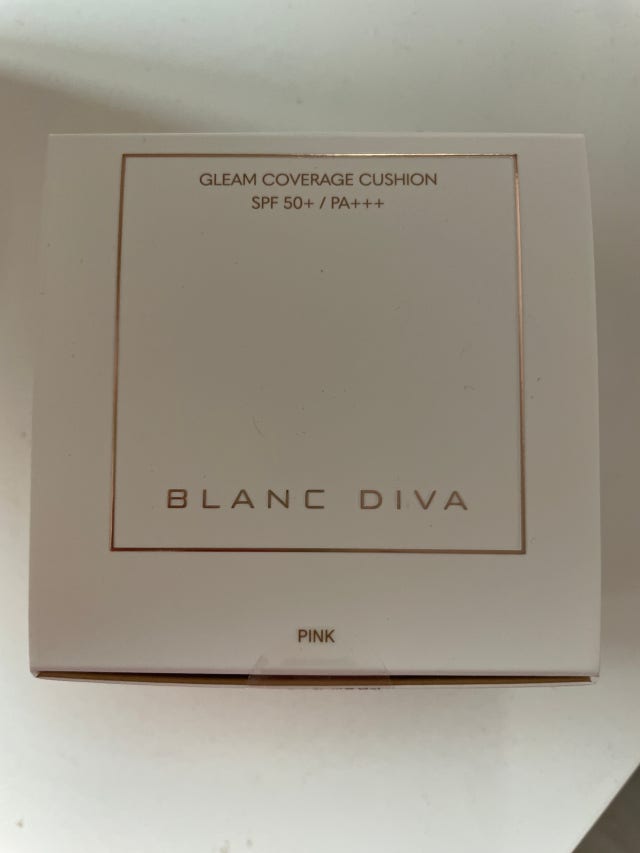 GLEAM COVERAGE CUSHION
SPF 50+ / PA+++
BLANC DIVA
PINK